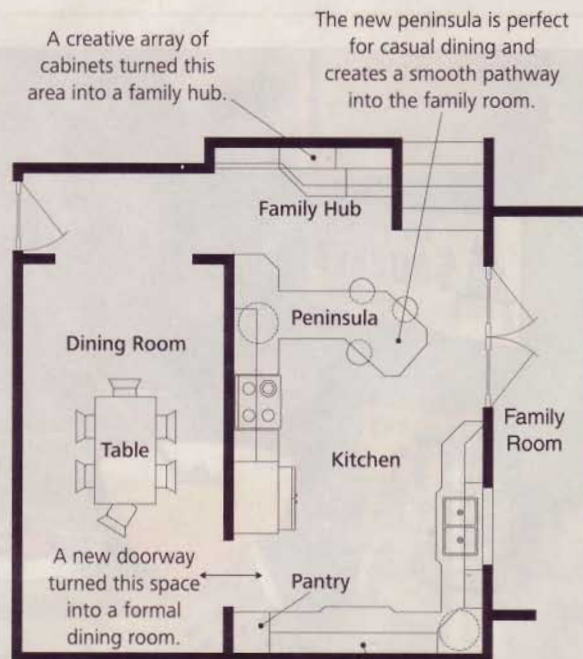 A creative array of
cabinets turned this
area into a family hub.
The new peninsula is perfect
for casual dining and
creates a smooth pathway
into the family room.
Family Hub
Peninsula
Dining Room
Table
Kitchen
Family
Room
A new doorway
turned this space
into a formal
dining room.
Pantry